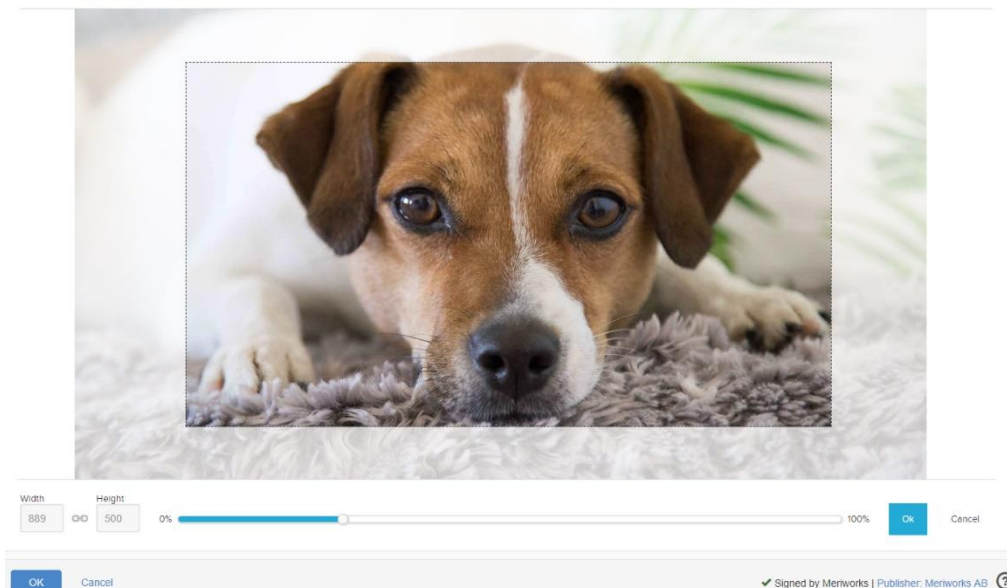 Width Height
889 500 0% 100% Ok Cancel
OK Cancel ✔ Signed by Meriworks | Publisher: Meriworks AB ?